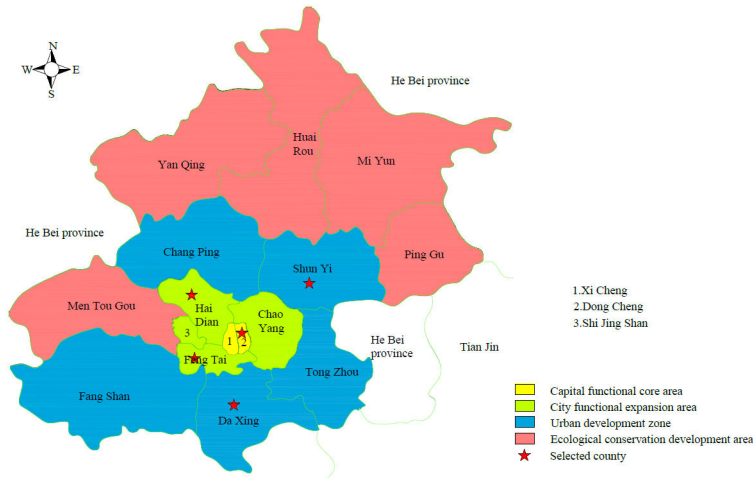 N
W E
S
He Bei province
Huai
Rou
Yan Qing
Mi Yun
He Bei province
Chang Ping
Ping Gu
Shun Yi
1.Xi Cheng
2.Dong Cheng
3.Shi Jing Shan
Men Tou Gou
Hai
Dian
Chao
Yang
3
1
2
He Bei
province
Tian Jin
Feng Tai
Tong Zhou
Fang Shan
Da Xing
Capital functional core area
City functional expansion area
Urban development zone
Ecological conservation development area
Selected county